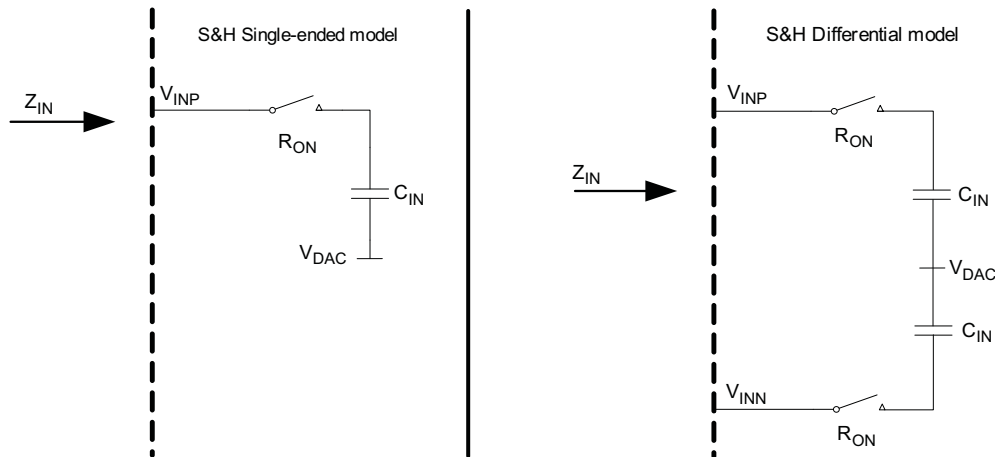 S&H Single-ended model
Z_IN
V_INP
R_ON
C_IN
V_DAC
S&H Differential model
Z_IN
V_INP
R_ON
C_IN
V_DAC
C_IN
V_INN
R_ON